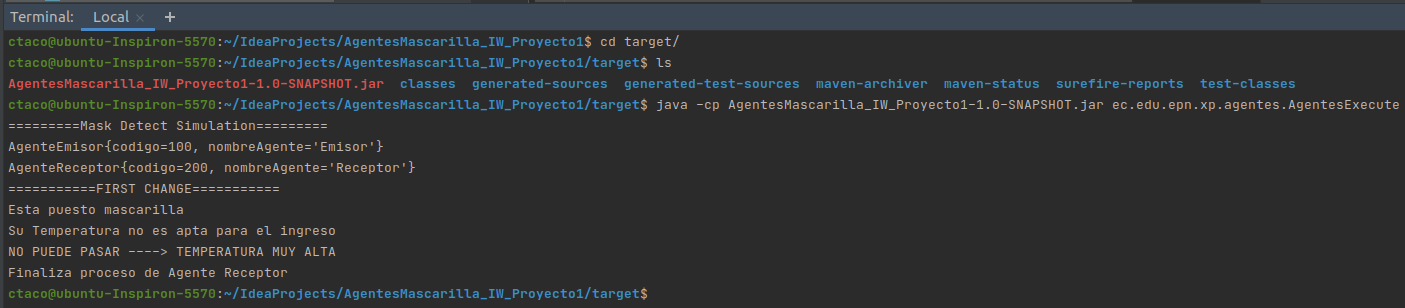 Terminal: Local × +
ctaco@ubuntu-Inspiron-5570:~/IdeaProjects/AgentesMascarilla_IW_Proyecto1$ cd target/
ctaco@ubuntu-Inspiron-5570:~/IdeaProjects/AgentesMascarilla_IW_Proyecto1/target$ ls
AgentesMascarilla_IW_Proyecto1-1.0-SNAPSHOT.jar classes generated-sources generated-test-sources maven-archiver maven-status surefire-reports test-classes
ctaco@ubuntu-Inspiron-5570:~/IdeaProjects/AgentesMascarilla_IW_Proyecto1/target$ java -cp AgentesMascarilla_IW_Proyecto1-1.0-SNAPSHOT.jar ec.edu.epn.xp.agentes.AgentesExecute
=========Mask Detect Simulation=========
AgenteEmisor{codigo=100, nombreAgente='Emisor'}
AgenteReceptor{codigo=200, nombreAgente='Receptor'}
===========FIRST CHANGE===========
Esta puesto mascarilla
Su Temperatura no es apta para el ingreso
NO PUEDE PASAR ----> TEMPERATURA MUY ALTA
Finaliza proceso de Agente Receptor
ctaco@ubuntu-Inspiron-5570:~/IdeaProjects/AgentesMascarilla_IW_Proyecto1/target$